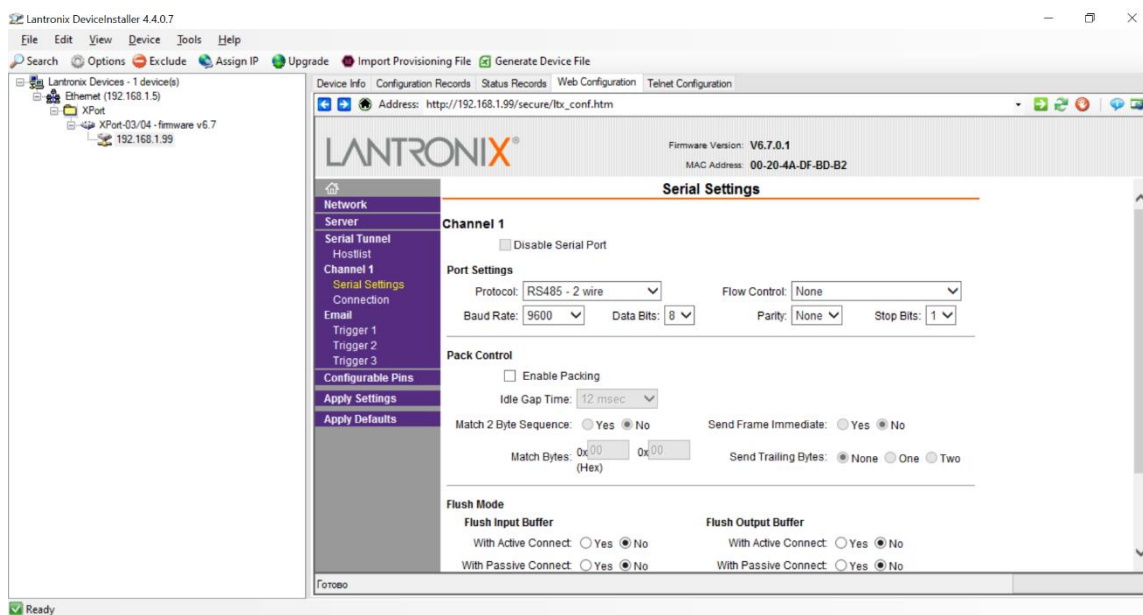 Lantronix DeviceInstaller 4.4.0.7
File Edit View Device Tools Help
Search Options Exclude Assign IP Upgrade Import Provisioning File Generate Device File
Lantronix Devices - 1 device(s)
Ethernet (192.168.1.5)
XPort
XPort-03/04 - firmware v6.7
192.168.1.99
Device Info Configuration Records Status Records Web Configuration Telnet Configuration
Address: http://192.168.1.99/secure/ltx_conf.htm
LANTRONIX®
Firmware Version: V6.7.0.1
MAC Address: 00-20-4A-DF-BD-B2
Network
Server
Serial Tunnel
Hostlist
Channel 1
Serial Settings
Connection
Email
Trigger 1
Trigger 2
Trigger 3
Configurable Pins
Apply Settings
Apply Defaults
Serial Settings
Channel 1
Disable Serial Port
Port Settings
Protocol: RS485 - 2 wire Flow Control: None
Baud Rate: 9600 Data Bits: 8 Parity: None Stop Bits: 1
Pack Control
Enable Packing
Idle Gap Time: 12 msec
Match 2 Byte Sequence: Yes No Send Frame Immediate: Yes No
Match Bytes: 0x 00 0x 00 Send Trailing Bytes: None One Two
(Hex)
Flush Mode
Flush Input Buffer Flush Output Buffer
With Active Connect: Yes No With Active Connect: Yes No
With Passive Connect: Yes No With Passive Connect: Yes No
Готово
Ready